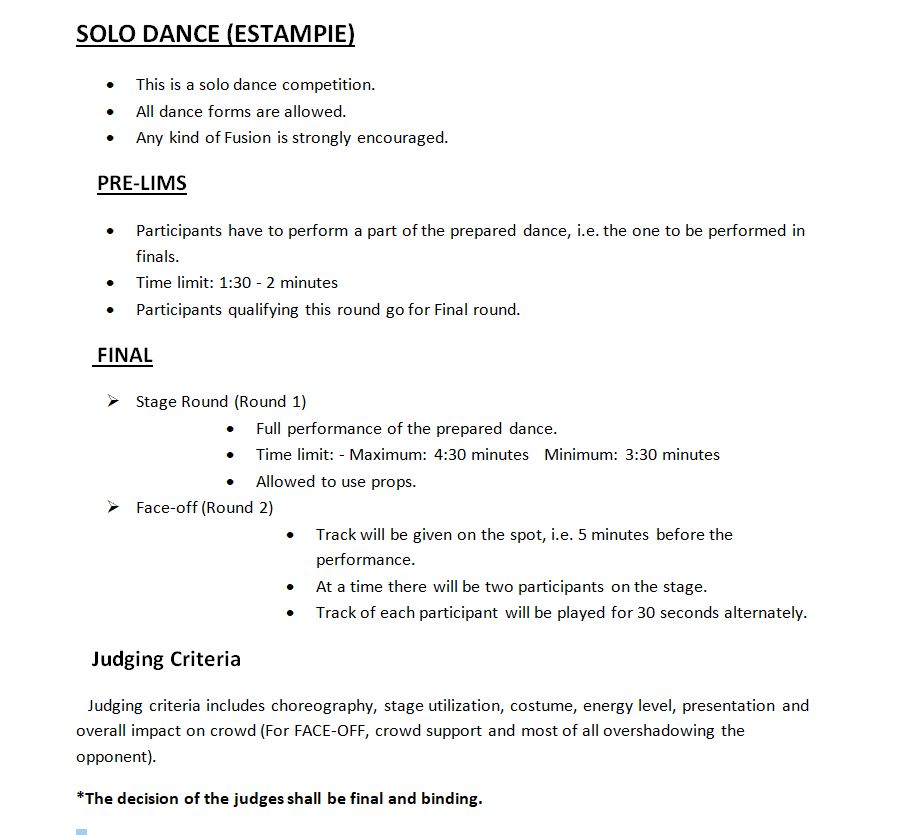 SOLO DANCE (ESTAMPIE)
• This is a solo dance competition.
• All dance forms are allowed.
• Any kind of Fusion is strongly encouraged.
PRE-LIMS
• Participants have to perform a part of the prepared dance, i.e. the one to be performed in
finals.
• Time limit: 1:30 - 2 minutes
• Participants qualifying this round go for Final round.
FINAL
➢ Stage Round (Round 1)
• Full performance of the prepared dance.
• Time limit: - Maximum: 4:30 minutes Minimum: 3:30 minutes
• Allowed to use props.
➢ Face-off (Round 2)
• Track will be given on the spot, i.e. 5 minutes before the
performance.
• At a time there will be two participants on the stage.
• Track of each participant will be played for 30 seconds alternately.
Judging Criteria
Judging criteria includes choreography, stage utilization, costume, energy level, presentation and
overall impact on crowd (For FACE-OFF, crowd support and most of all overshadowing the
opponent).
*The decision of the judges shall be final and binding.